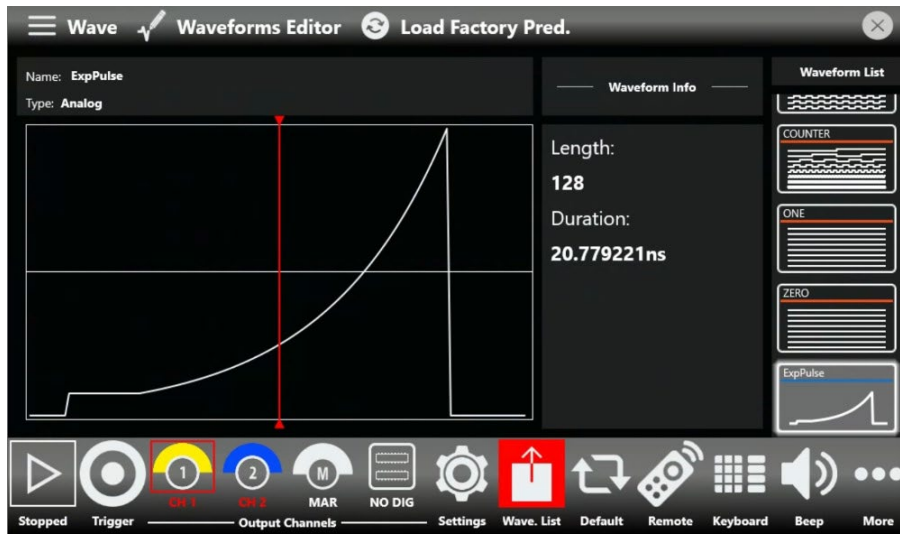 Wave
Waveforms Editor
Load Factory Pred.
Name: ExpPulse
Type: Analog
Waveform Info
Length:
128
Duration:
20.779221ns
Waveform List
COUNTER
ONE
ZERO
ExpPulse
1
CH 1
2
CH 2
M
MAR
NO DIG
Stopped
Trigger
Output Channels
Settings
Wave. List
Default
Remote
Keyboard
Beep
More